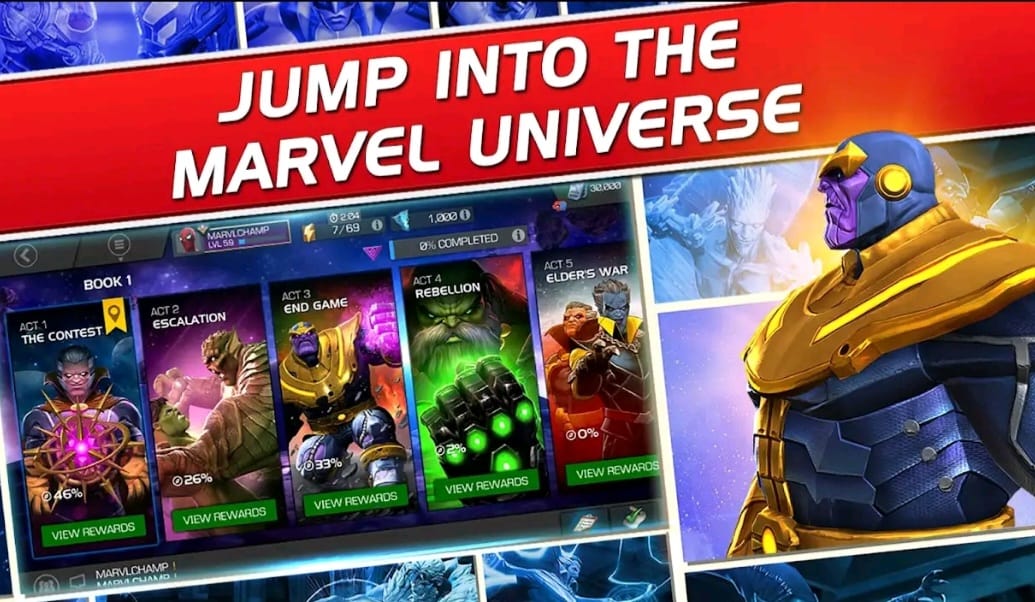 JUMP INTO THE
MARVEL UNIVERSE
MARVLCHAMP
LVL 59
2:04
7/69
1,000
30,000
0% COMPLETED
BOOK 1
ACT 1
THE CONTEST
46%
VIEW REWARDS
ACT 2
ESCALATION
26%
VIEW REWARDS
ACT 3
END GAME
33%
VIEW REWARDS
ACT 4
REBELLION
2%
VIEW REWARDS
ACT 5
ELDER'S WAR
0%
VIEW REWARDS
MARVLCHAMP !
MARVLCHAMP !